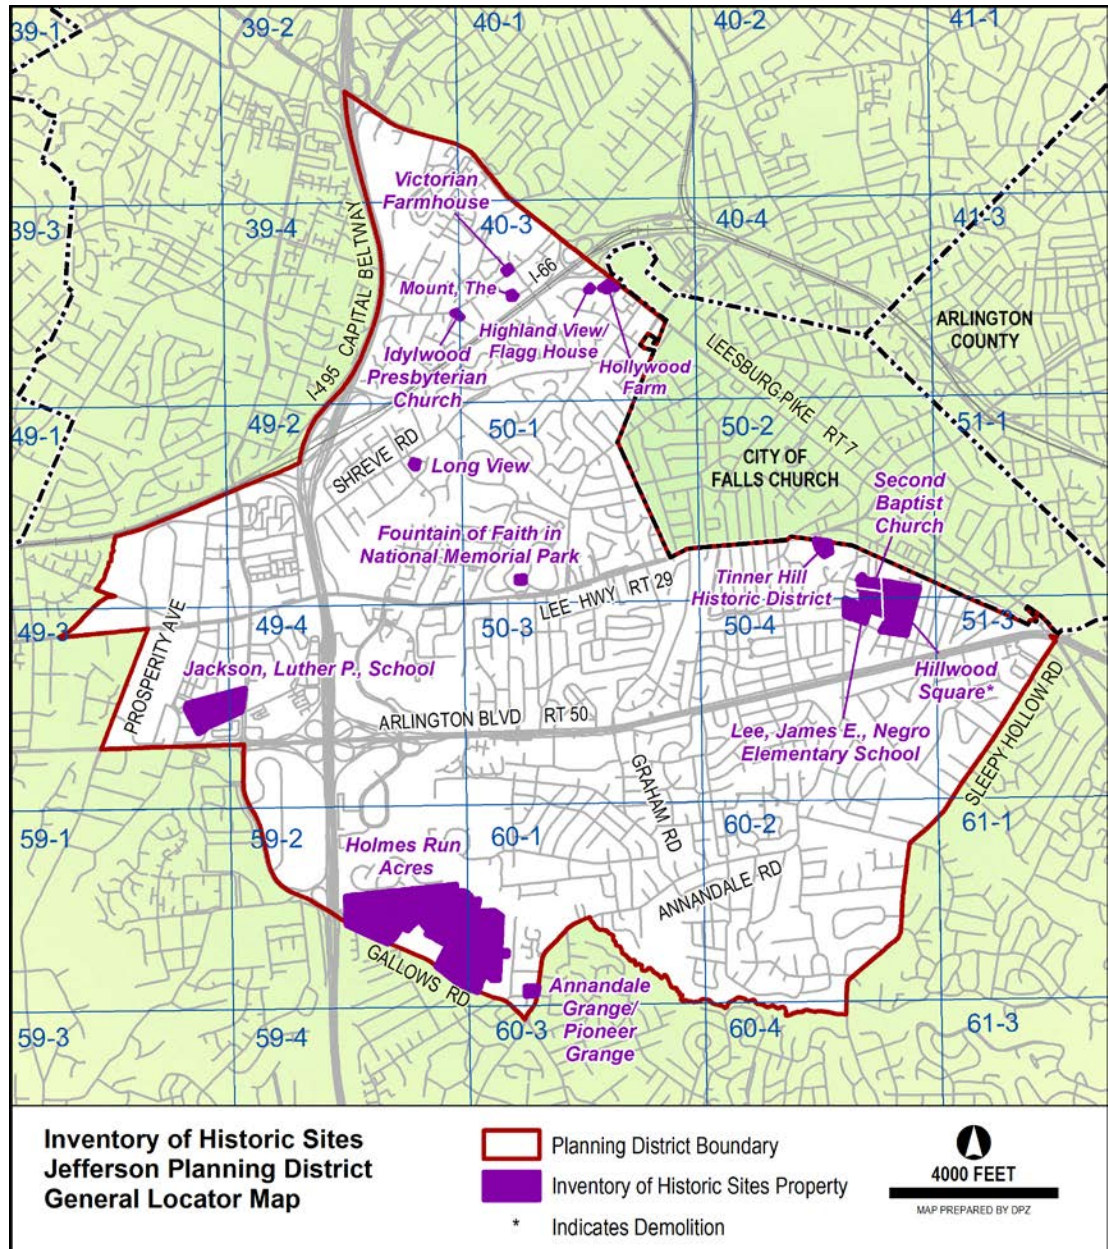 39-1
39-2
40-1
40-2
41-1
Victorian
Farmhouse
39-3
39-4
40-3
40-4
41-3
I-495 CAPITAL BELTWAY
I-66
Mount, The
Highland View/
Flagg House
Idylwood
Presbyterian
Church
Hollywood
Farm
ARLINGTON
COUNTY
LEESBURG PIKE RT 7
49-1
49-2
50-1
50-2
51-1
SHREVE RD
Long View
CITY OF
FALLS CHURCH
Second
Baptist
Church
Fountain of Faith in
National Memorial Park
Tinner Hill
Historic District
LEE HWY RT 29
49-3
49-4
50-3
50-4
51-3
PROSPERITY AVE
Jackson, Luther P., School
Hillwood
Square*
ARLINGTON BLVD RT 50
Lee, James E., Negro
Elementary School
SLEEPY HOLLOW RD
GRAHAM RD
59-1
59-2
60-1
60-2
61-1
Holmes Run
Acres
ANNANDALE RD
GALLOWS RD
Annandale
Grange/
Pioneer
Grange
59-3
59-4
60-3
60-4
61-3
Inventory of Historic Sites
Jefferson Planning District
General Locator Map
Planning District Boundary
Inventory of Historic Sites Property
* Indicates Demolition
4000 FEET
MAP PREPARED BY DPZ